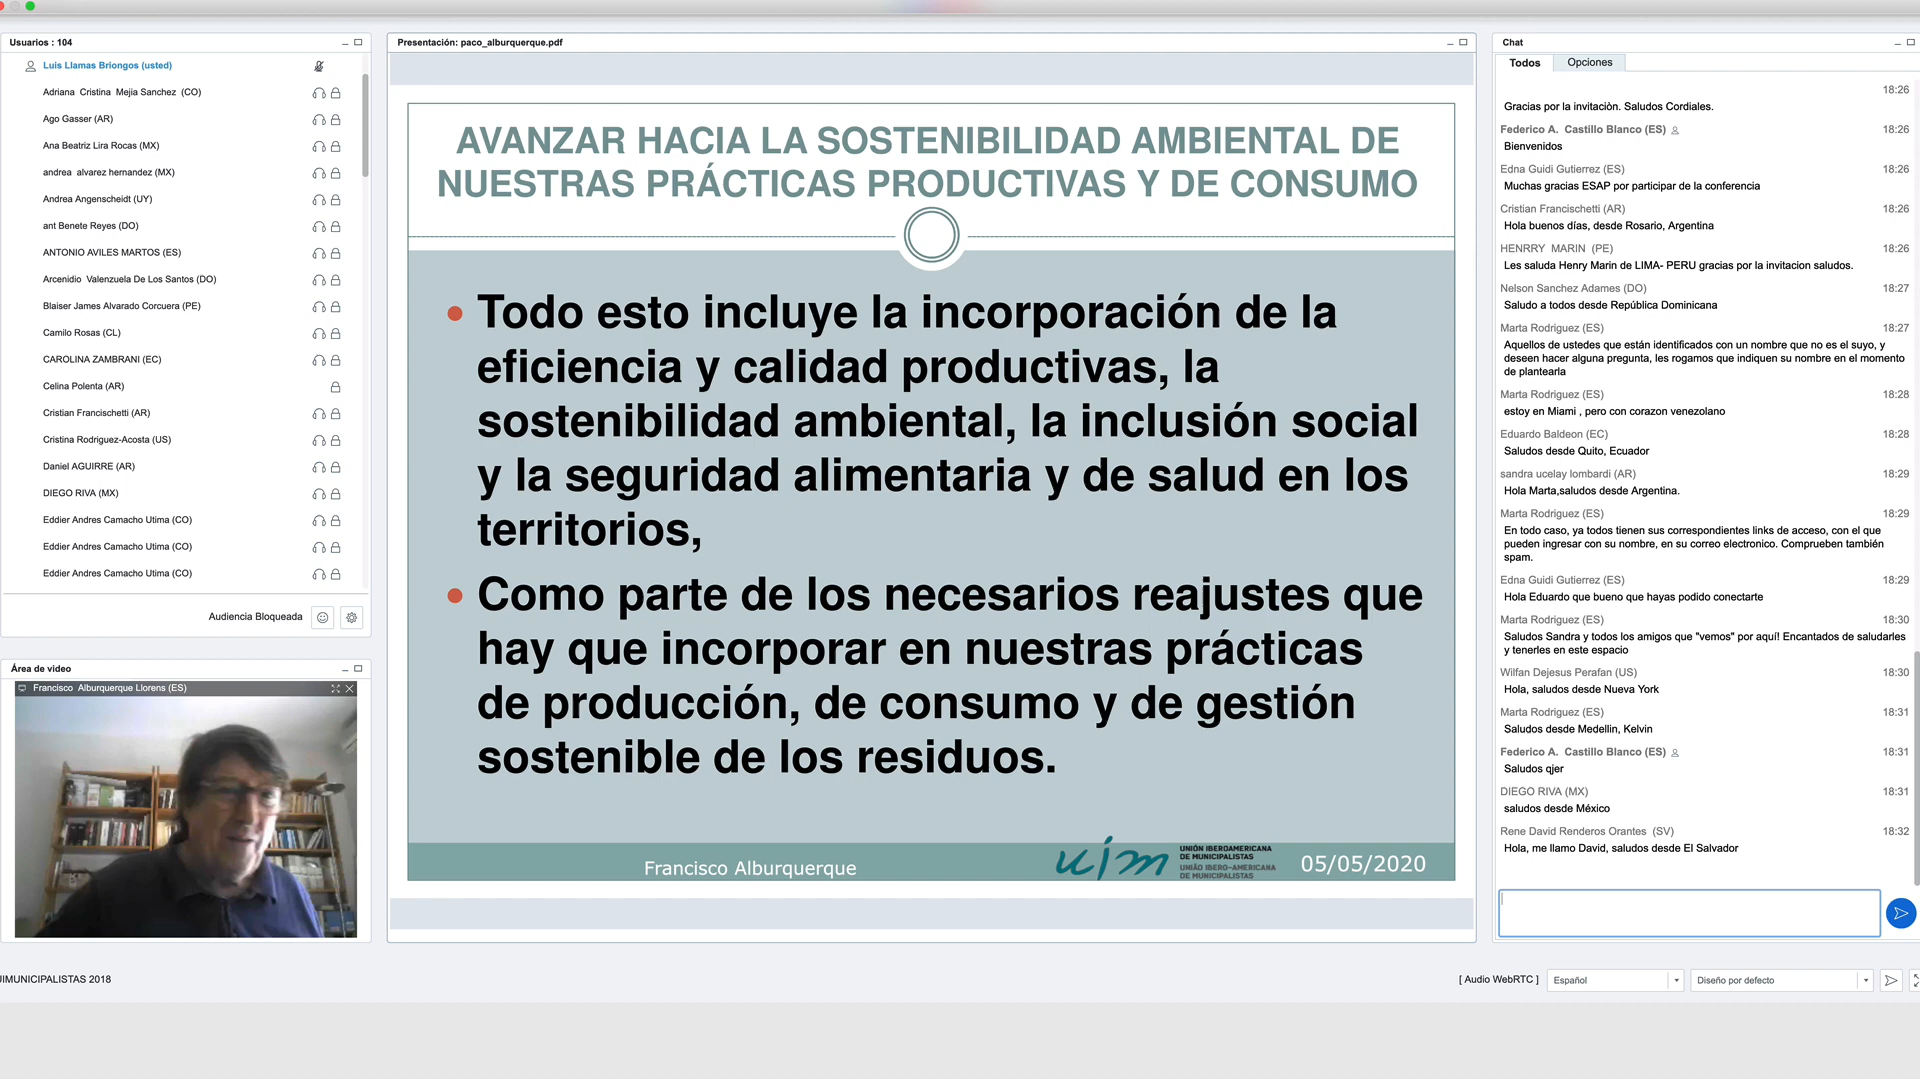 Usuarios : 104
Luis Llamas Briongos (usted)
Adriana Cristina Mejia Sanchez (CO)
Ago Gasser (AR)
Ana Beatriz Lira Rocas (MX)
andrea alvarez hernandez (MX)
Andrea Angenscheidt (UY)
ant Benete Reyes (DO)
ANTONIO AVILES MARTOS (ES)
Arcenidio Valenzuela De Los Santos (DO)
Blaiser James Alvarado Corcuera (PE)
Camilo Rosas (CL)
CAROLINA ZAMBRANI (EC)
Celina Polenta (AR)
Cristian Francischetti (AR)
Cristina Rodriguez-Acosta (US)
Daniel AGUIRRE (AR)
DIEGO RIVA (MX)
Eddier Andres Camacho Utima (CO)
Eddier Andres Camacho Utima (CO)
Eddier Andres Camacho Utima (CO)
Audiencia Bloqueada
Área de video
Francisco Alburquerque Llorens (ES)
Presentación: paco_alburquerque.pdf
AVANZAR HACIA LA SOSTENIBILIDAD AMBIENTAL DE
NUESTRAS PRÁCTICAS PRODUCTIVAS Y DE CONSUMO
• Todo esto incluye la incorporación de la
eficiencia y calidad productivas, la
sostenibilidad ambiental, la inclusión social
y la seguridad alimentaria y de salud en los
territorios,
• Como parte de los necesarios reajustes que
hay que incorporar en nuestras prácticas
de producción, de consumo y de gestión
sostenible de los residuos.
Francisco Alburquerque
uim
UNIÓN IBEROAMERICANA
DE MUNICIPALISTAS
UNIÃO IBERO-AMERICANA
DE MUNICIPALISTAS
05/05/2020
Chat
Todos Opciones
18:26
Gracias por la invitaciòn. Saludos Cordiales.
Federico A. Castillo Blanco (ES) 18:26
Bienvenidos
Edna Guidi Gutierrez (ES) 18:26
Muchas gracias ESAP por participar de la conferencia
Cristian Francischetti (AR) 18:26
Hola buenos días, desde Rosario, Argentina
HENRRY MARIN (PE) 18:26
Les saluda Henry Marin de LIMA- PERU gracias por la invitacion saludos.
Nelson Sanchez Adames (DO) 18:27
Saludo a todos desde República Dominicana
Marta Rodriguez (ES) 18:27
Aquellos de ustedes que están identificados con un nombre que no es el suyo, y
deseen hacer alguna pregunta, les rogamos que indiquen su nombre en el momento
de plantearla
Marta Rodriguez (ES) 18:28
estoy en Miami , pero con corazon venezolano
Eduardo Baldeon (EC) 18:28
Saludos desde Quito, Ecuador
sandra ucelay lombardi (AR) 18:29
Hola Marta,saludos desde Argentina.
Marta Rodriguez (ES) 18:29
En todo caso, ya todos tienen sus correspondientes links de acceso, con el que
pueden ingresar con su nombre, en su correo electronico. Comprueben también
spam.
Edna Guidi Gutierrez (ES) 18:29
Hola Eduardo que bueno que hayas podido conectarte
Marta Rodriguez (ES) 18:30
Saludos Sandra y todos los amigos que "vemos" por aquí! Encantados de saludarles
y tenerles en este espacio
Wilfan Dejesus Perafan (US) 18:30
Hola, saludos desde Nueva York
Marta Rodriguez (ES) 18:31
Saludos desde Medellin, Kelvin
Federico A. Castillo Blanco (ES) 18:31
Saludos qjer
DIEGO RIVA (MX) 18:31
saludos desde México
Rene David Renderos Orantes (SV) 18:32
Hola, me llamo David, saludos desde El Salvador
UIMUNICIPALISTAS 2018
[ Audio WebRTC ] Español Diseño por defecto